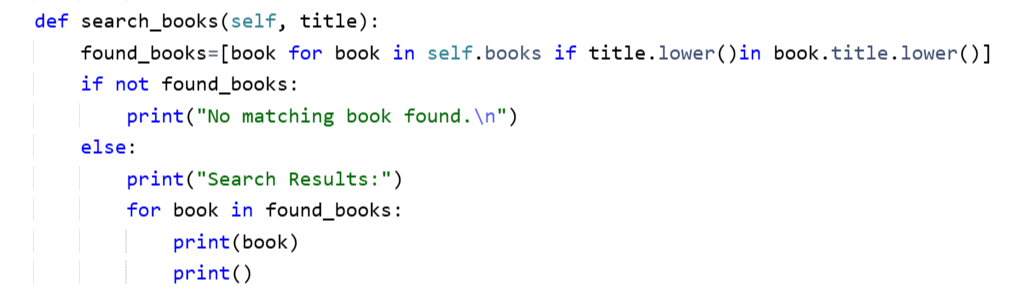 def search_books(self, title):
    found_books=[book for book in self.books if title.lower()in book.title.lower()]
    if not found_books:
        print("No matching book found.\n")
    else:
        print("Search Results:")
        for book in found_books:
            print(book)
            print()